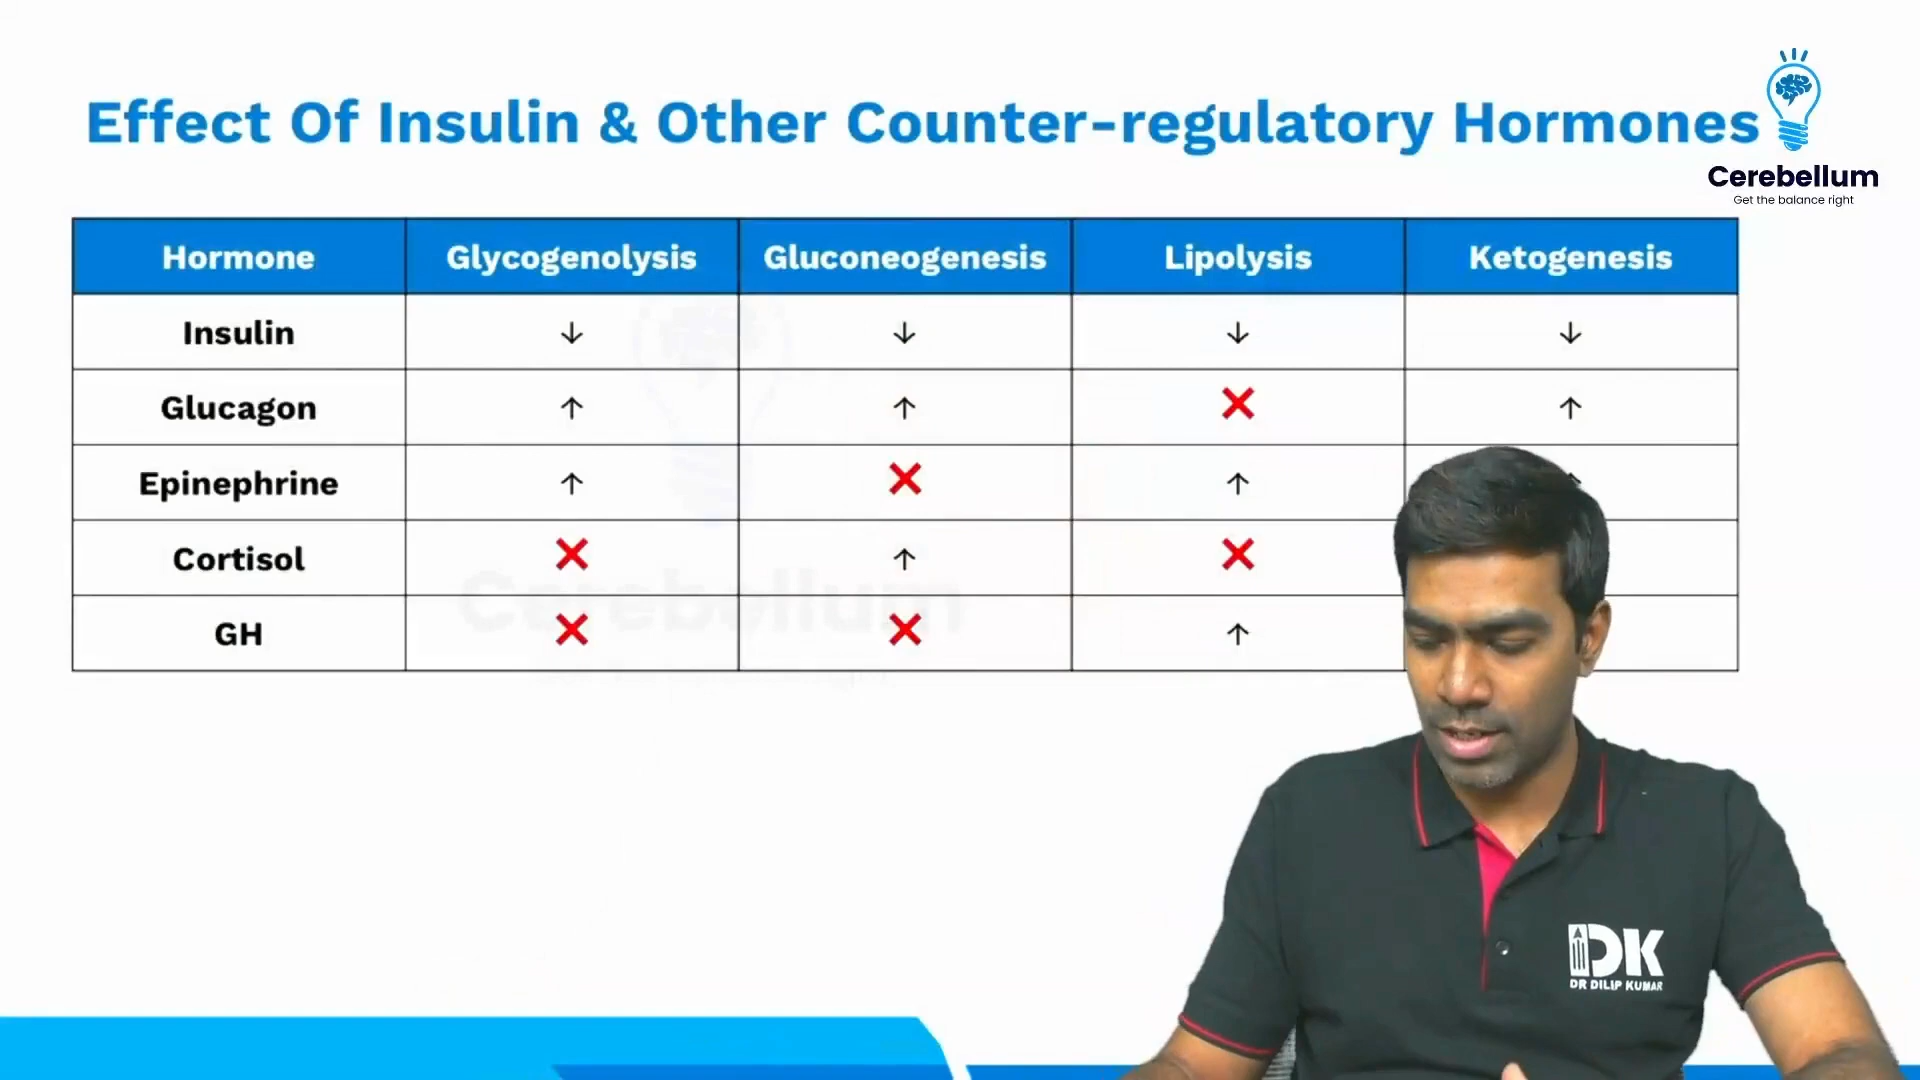 Effect Of Insulin & Other Counter-regulatory Hormones
Cerebellum
Get the balance right
Hormone Glycogenolysis Gluconeogenesis Lipolysis Ketogenesis
Insulin ↓ ↓ ↓ ↓
Glucagon ↑ ↑ ❌ ↑
Epinephrine ↑ ❌ ↑
Cortisol ❌ ↑ ❌
GH ❌ ❌ ↑
Cerebellum
DK
DR DILIP KUMAR